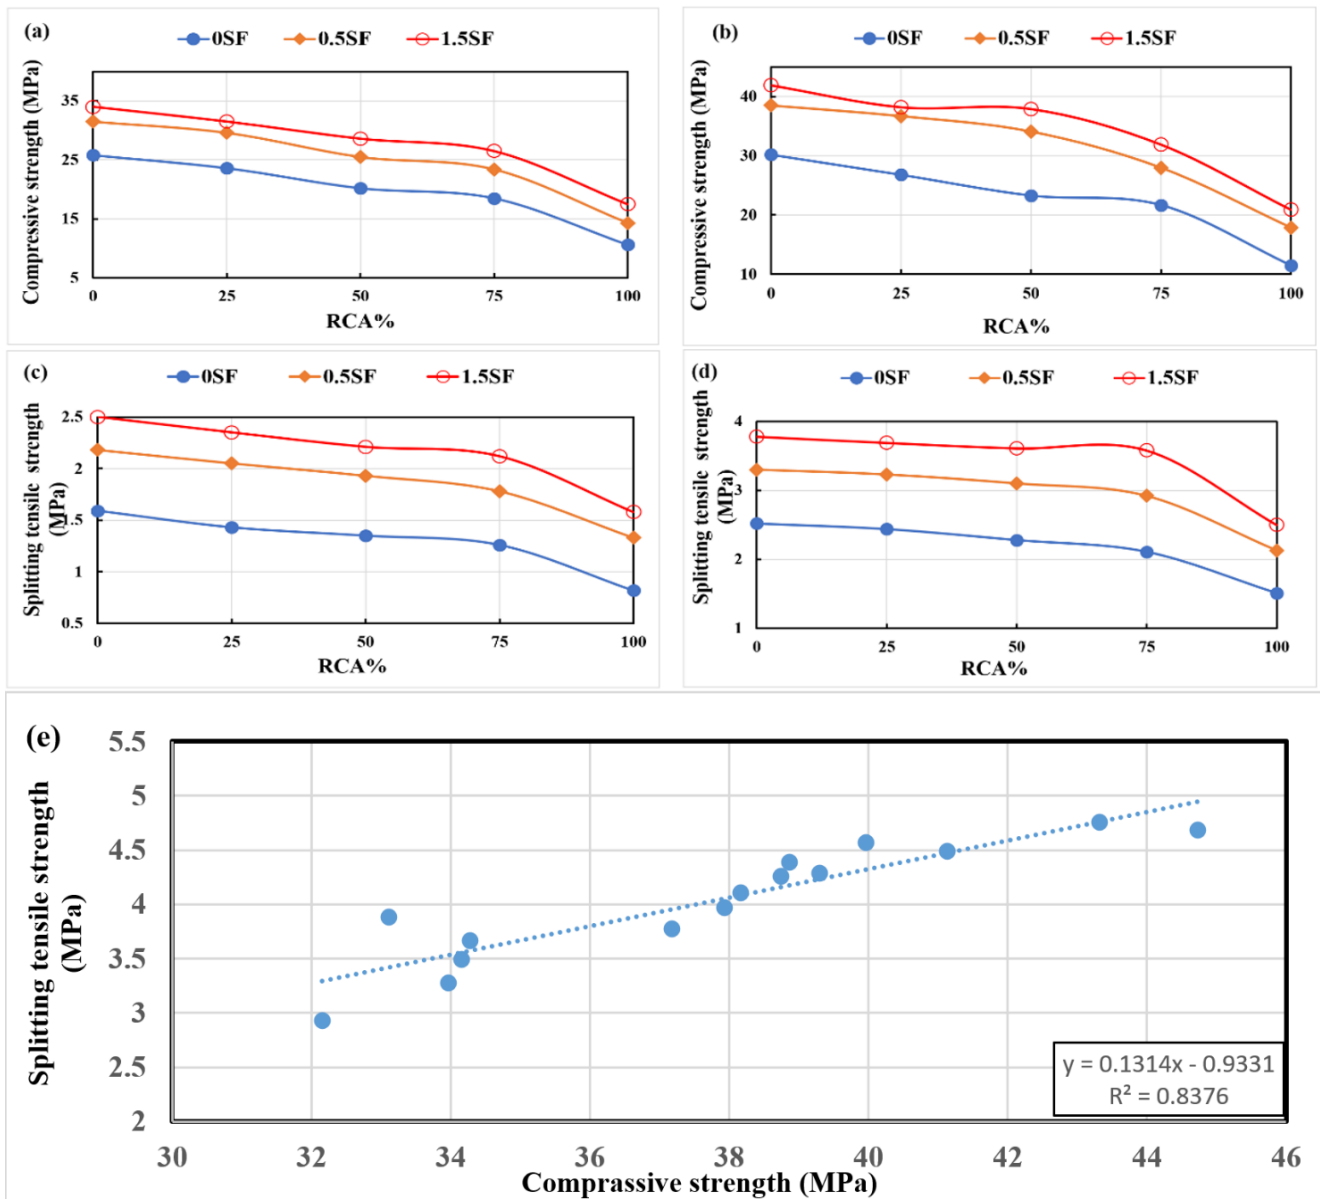 (a)
0SF 0.5SF 1.5SF
Compressive strength (MPa)
35
25
15
5
0 25 50 75 100
RCA%
(b)
0SF 0.5SF 1.5SF
Compressive strength (MPa)
40
30
20
10
0 25 50 75 100
RCA%
(c)
0SF 0.5SF 1.5SF
Splitting tensile strength
(MPa)
2.5
2
1.5
1
0.5
0 25 50 75 100
RCA%
(d)
0SF 0.5SF 1.5SF
Splitting tensile strength
(MPa)
4
3
2
1
0 25 50 75 100
RCA%
(e)
Splitting tensile strength
(MPa)
5.5
5
4.5
4
3.5
3
2.5
2
y = 0.1314x - 0.9331
R² = 0.8376
30 32 34 36 38 40 42 44 46
Comprassive strength (MPa)